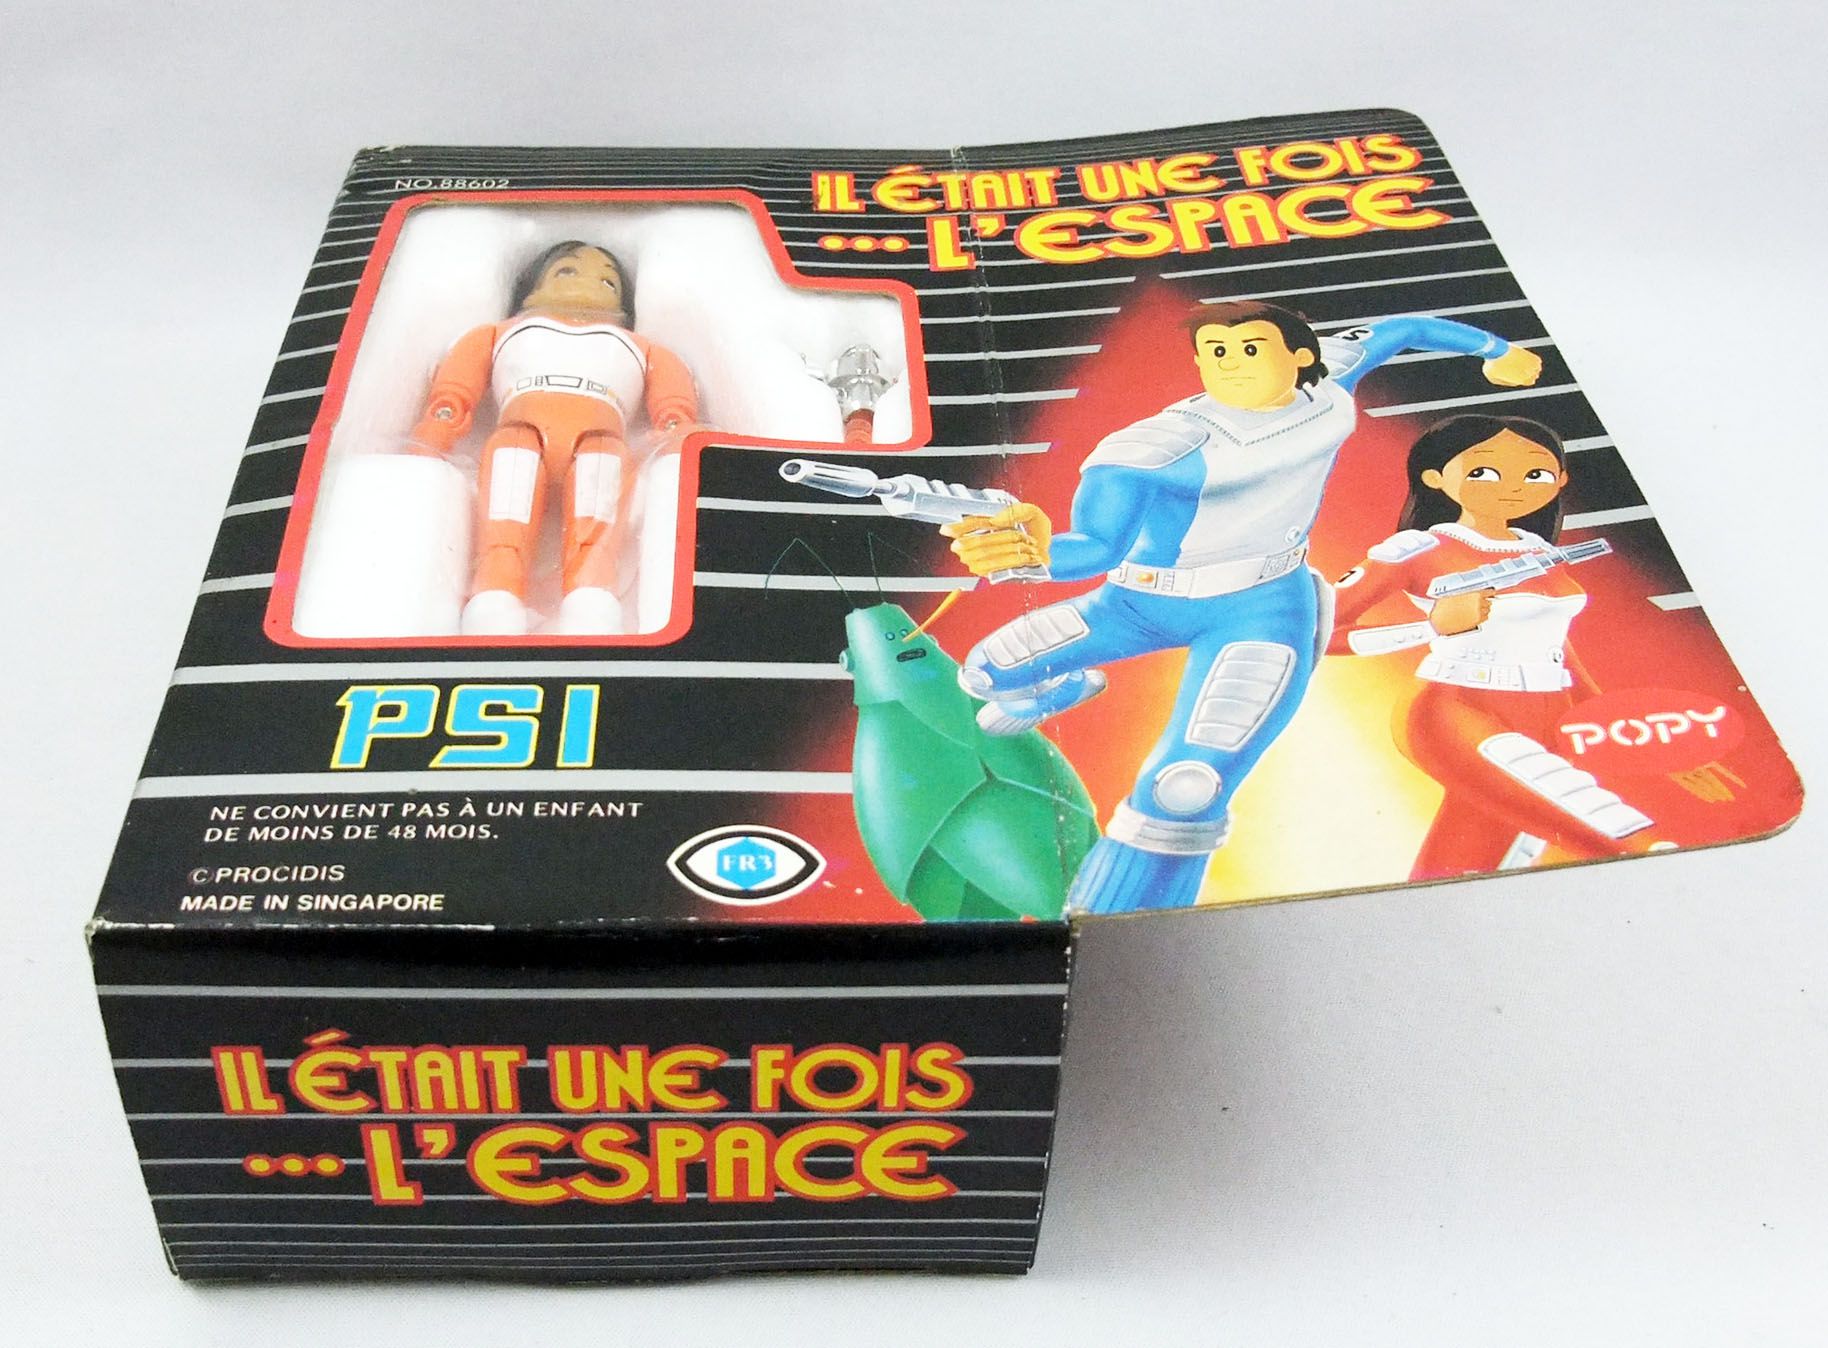 NO.88602
IL ÉTAIT UNE FOIS
... L'ESPACE
S
PSI
POPY
NE CONVIENT PAS À UN ENFANT
DE MOINS DE 48 MOIS.
FR3
© PROCIDIS
MADE IN SINGAPORE
IL ÉTAIT UNE FOIS
... L'ESPACE